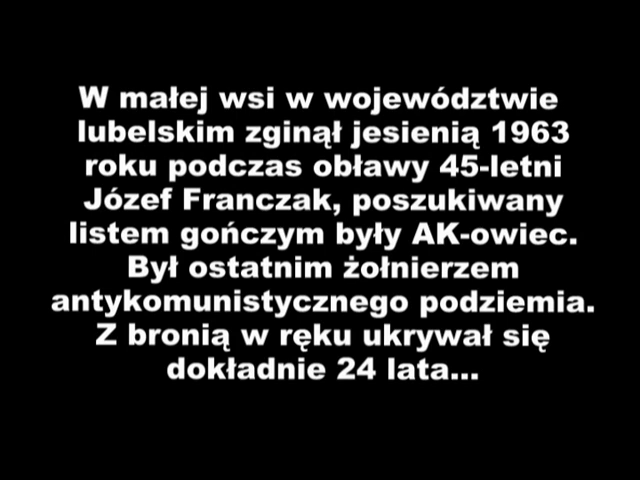 W małej wsi w województwie
lubelskim zginął jesienią 1963
roku podczas obławy 45-letni
Józef Franczak, poszukiwany
listem gończym były AK-owiec.
Był ostatnim żołnierzem
antykomunistycznego podziemia.
Z bronią w ręku ukrywał się
dokładnie 24 lata...